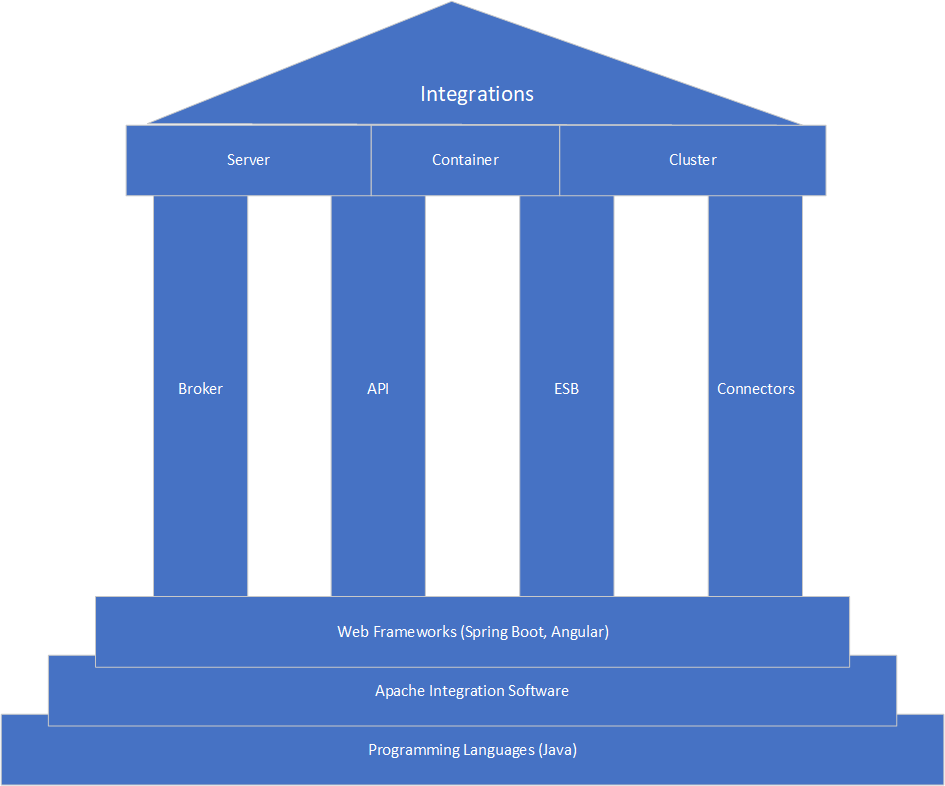 Integrations
Server
Container
Cluster
Broker
API
ESB
Connectors
Web Frameworks (Spring Boot, Angular)
Apache Integration Software
Programming Languages (Java)